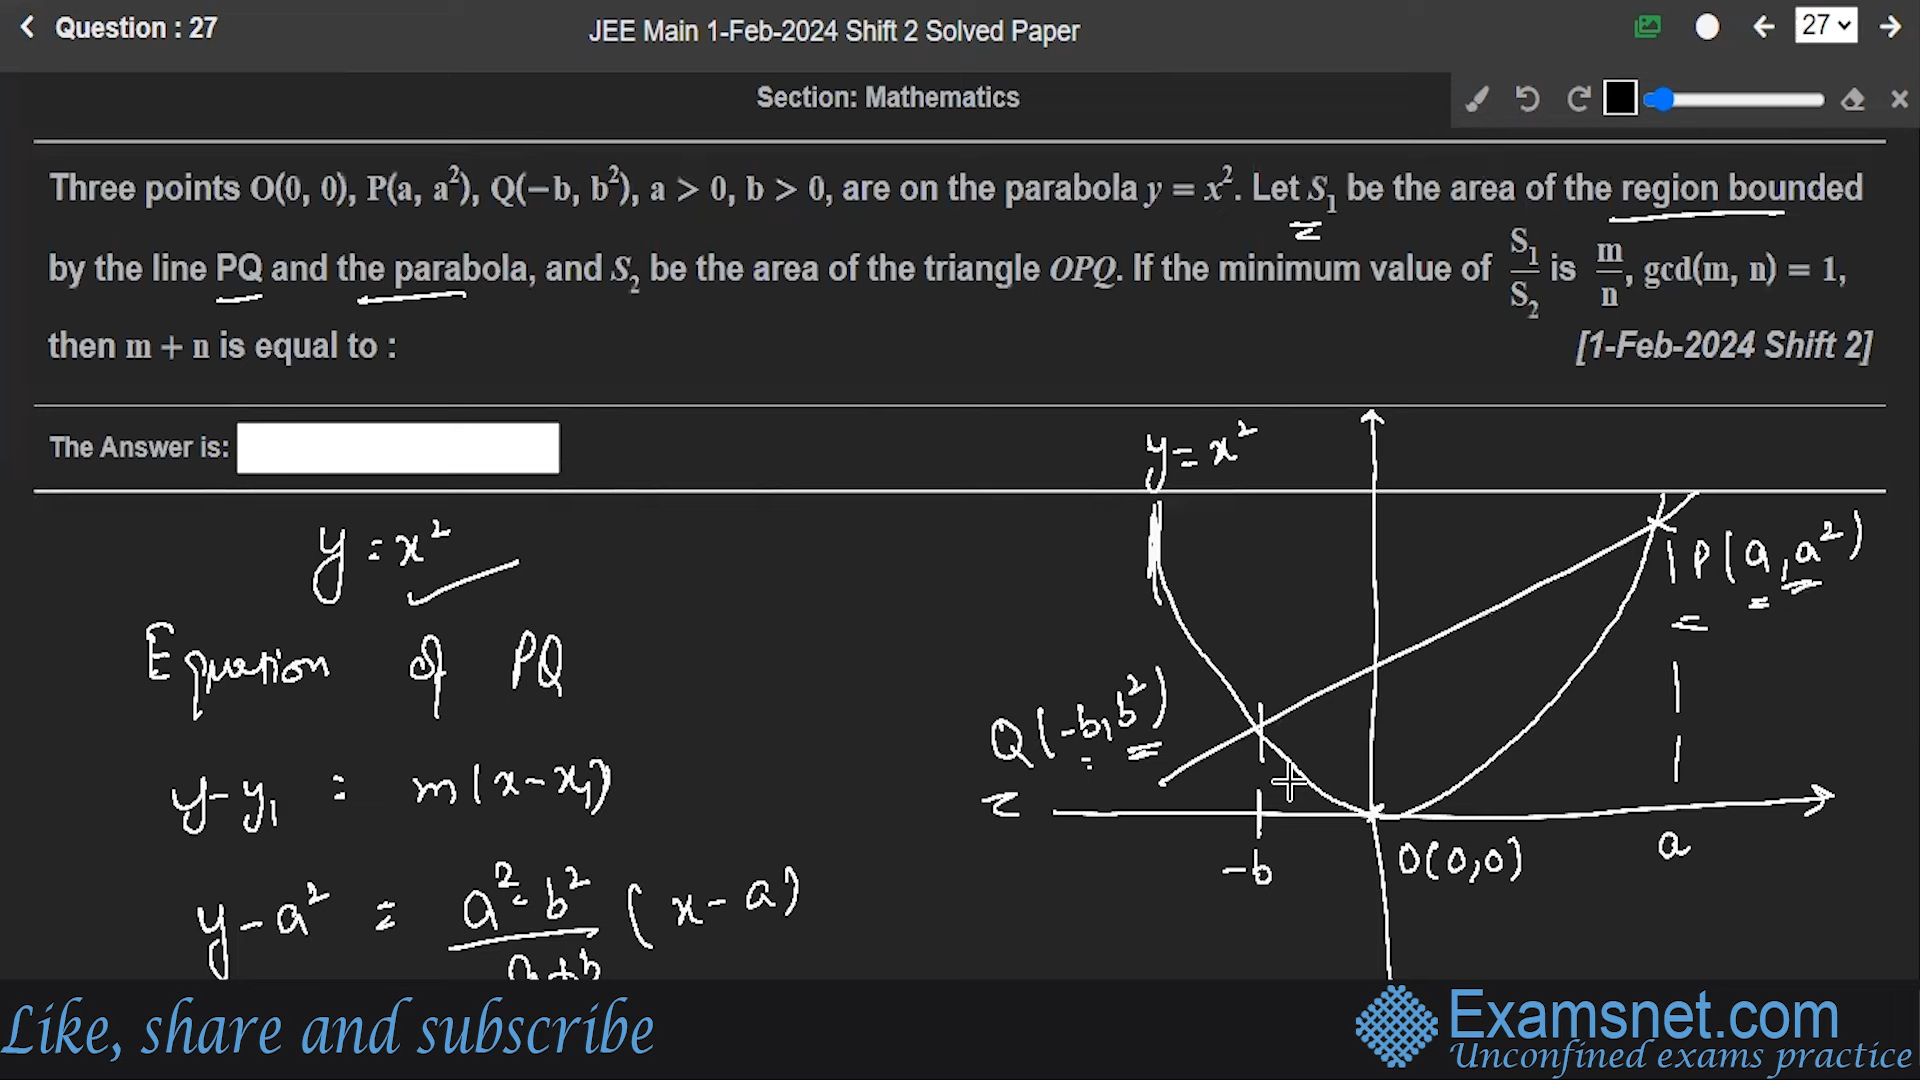 Question : 27
JEE Main 1-Feb-2024 Shift 2 Solved Paper
27
Section: Mathematics
Three points O(0, 0), P(a, a²), Q(−b, b²), a > 0, b > 0, are on the parabola y = x². Let S₁ be the area of the region bounded
by the line PQ and the parabola, and S₂ be the area of the triangle OPQ. If the minimum value of S₁/S₂ is m/n, gcd(m, n) = 1,
then m + n is equal to :
[1-Feb-2024 Shift 2]
The Answer is:
y = x²
Equation of PQ
y - y₁ = m(x - x₁)
y - a² = a² - b² / a + b (x - a)
y = x²
P(a, a²)
Q(-b, b²)
-b
O(0,0)
a
Like, share and subscribe
Examsnet.com
Unconfined exams practice